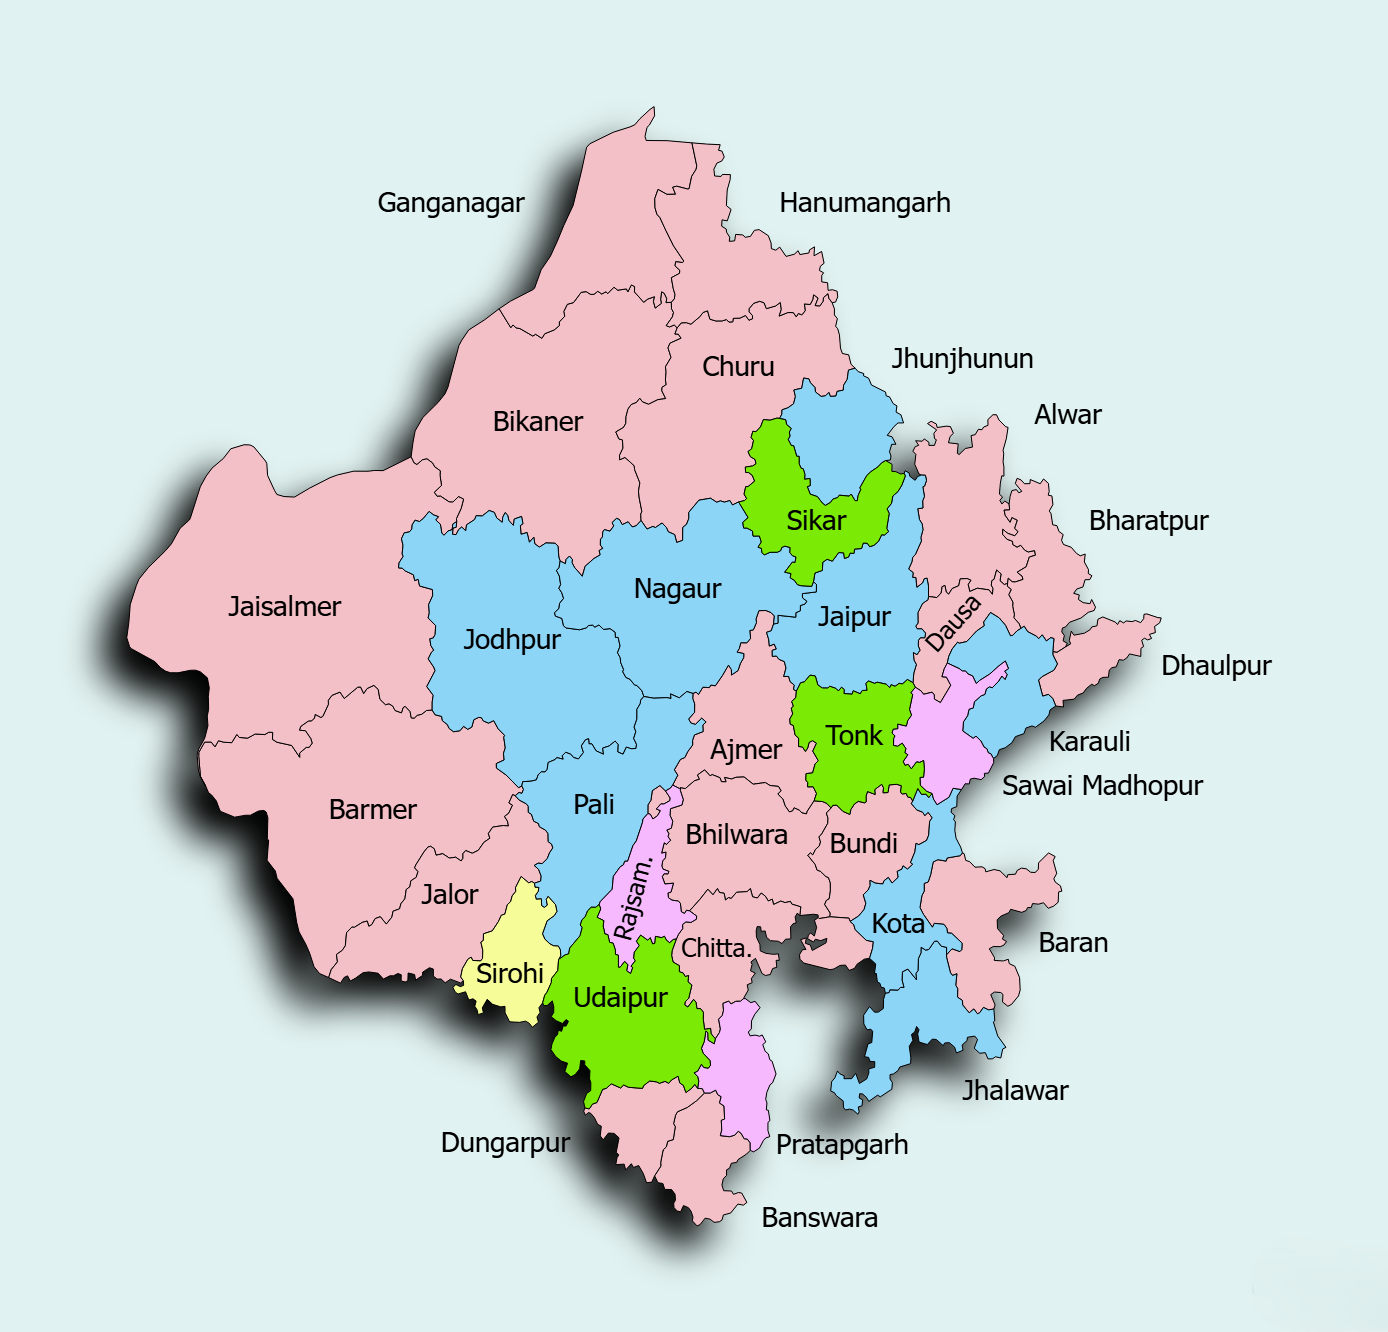 Ganganagar
Hanumangarh
Jhunjhunun
Churu
Alwar
Bikaner
Sikar
Bharatpur
Nagaur
Jaisalmer
Jaipur
Dausa
Jodhpur
Dhaulpur
Tonk
Karauli
Ajmer
Sawai Madhopur
Pali
Barmer
Bhilwara
Bundi
Jalor
Rajsam.
Kota
Baran
Chitta.
Sirohi
Udaipur
Jhalawar
Dungarpur
Pratapgarh
Banswara